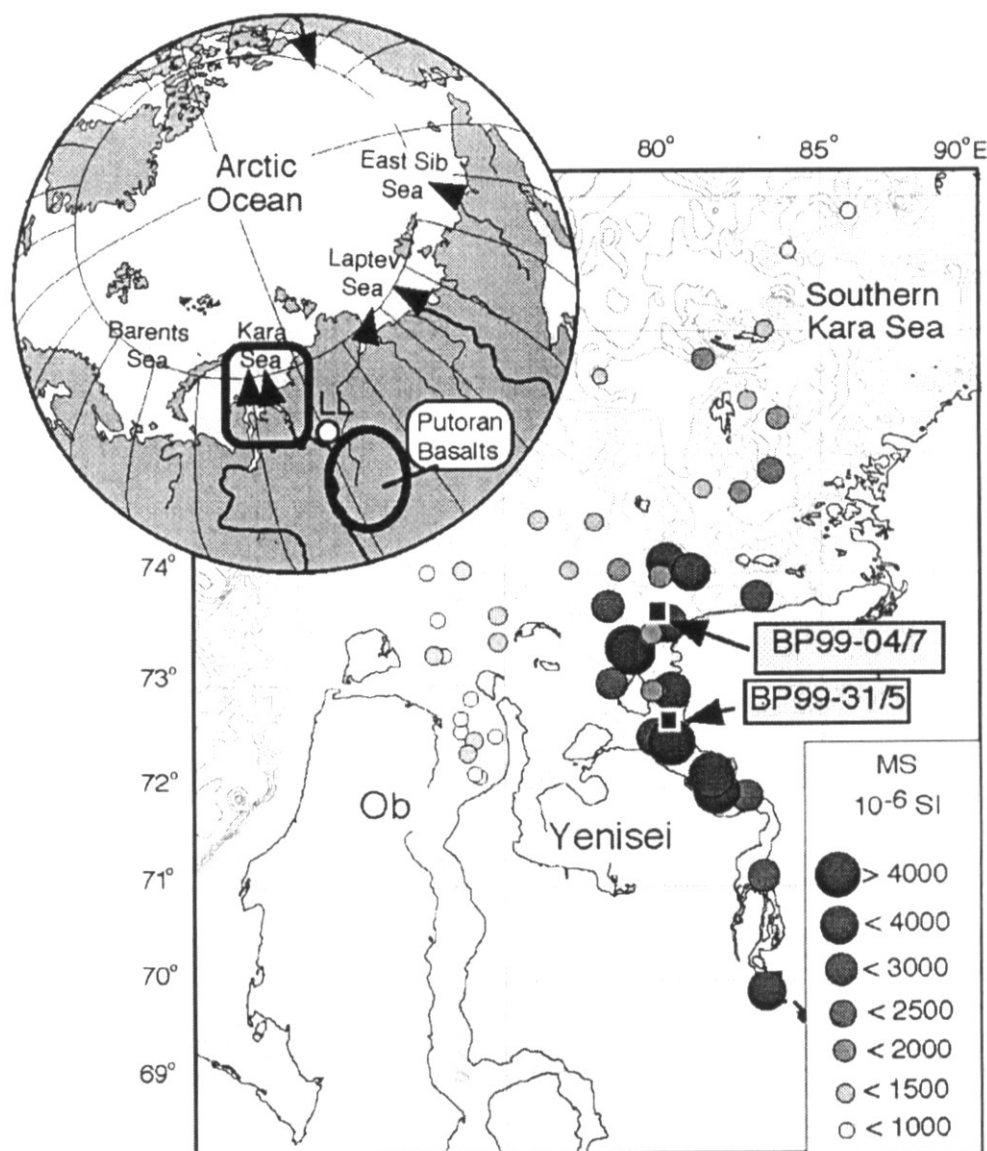 Arctic
Ocean
East Sib
Sea
Laptev
Sea
Barents
Sea
Kara
Sea
LL
Putoran
Basalts
80°
85°
90°E
Southern
Kara Sea
74°
73°
72°
71°
70°
69°
BP99-04/7
BP99-31/5
Ob
Yenisei
MS
10⁻⁶ SI
> 4000
< 4000
< 3000
< 2500
< 2000
< 1500
< 1000